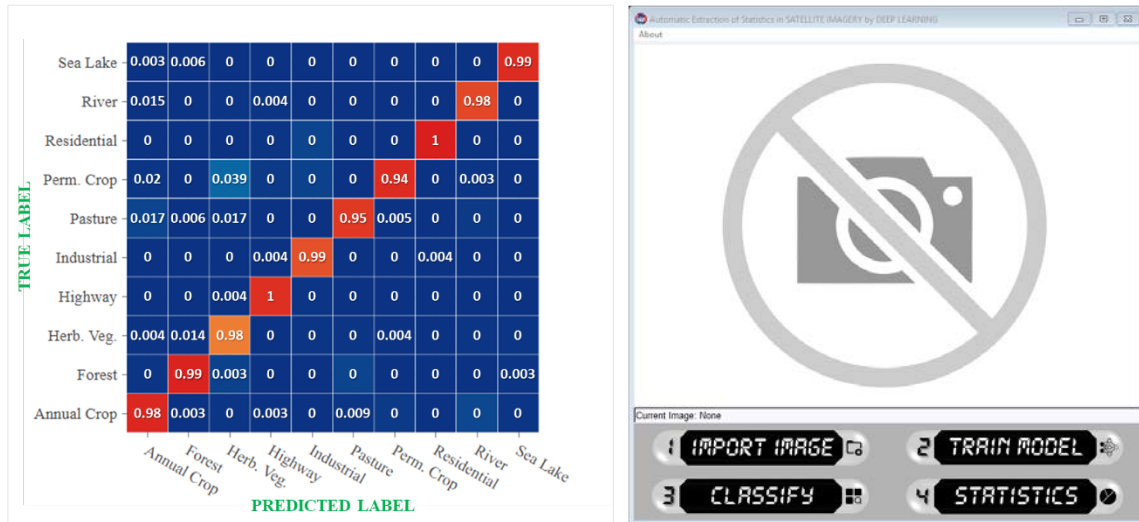 Sea Lake 0.003 0.006 0 0 0 0 0 0 0 0.99
River 0.015 0 0 0.004 0 0 0 0 0.98 0
Residential 0 0 0 0 0 0 0 1 0 0
Perm. Crop 0.02 0 0.039 0 0 0 0.94 0 0.003 0
Pasture 0.017 0.006 0.017 0 0 0.95 0.005 0 0 0
Industrial 0 0 0 0.004 0.99 0 0 0.004 0 0
Highway 0 0 0.004 1 0 0 0 0 0 0
Herb. Veg. 0.004 0.014 0.98 0 0 0 0.004 0 0 0
Forest 0 0.99 0.003 0 0 0 0 0 0 0.003
Annual Crop 0.98 0.003 0 0.003 0 0.009 0 0 0 0
TRUE LABEL
Annual Crop Forest Herb. Veg. Highway Industrial Pasture Perm. Crop Residential River Sea Lake
PREDICTED LABEL
Automatic Extraction of Statistics in SATELLITE IMAGERY by DEEP LEARNING
About
Current Image: None
1 IMPORT IMAGE 2 TRAIN MODEL
3 CLASSIFY 4 STATISTICS